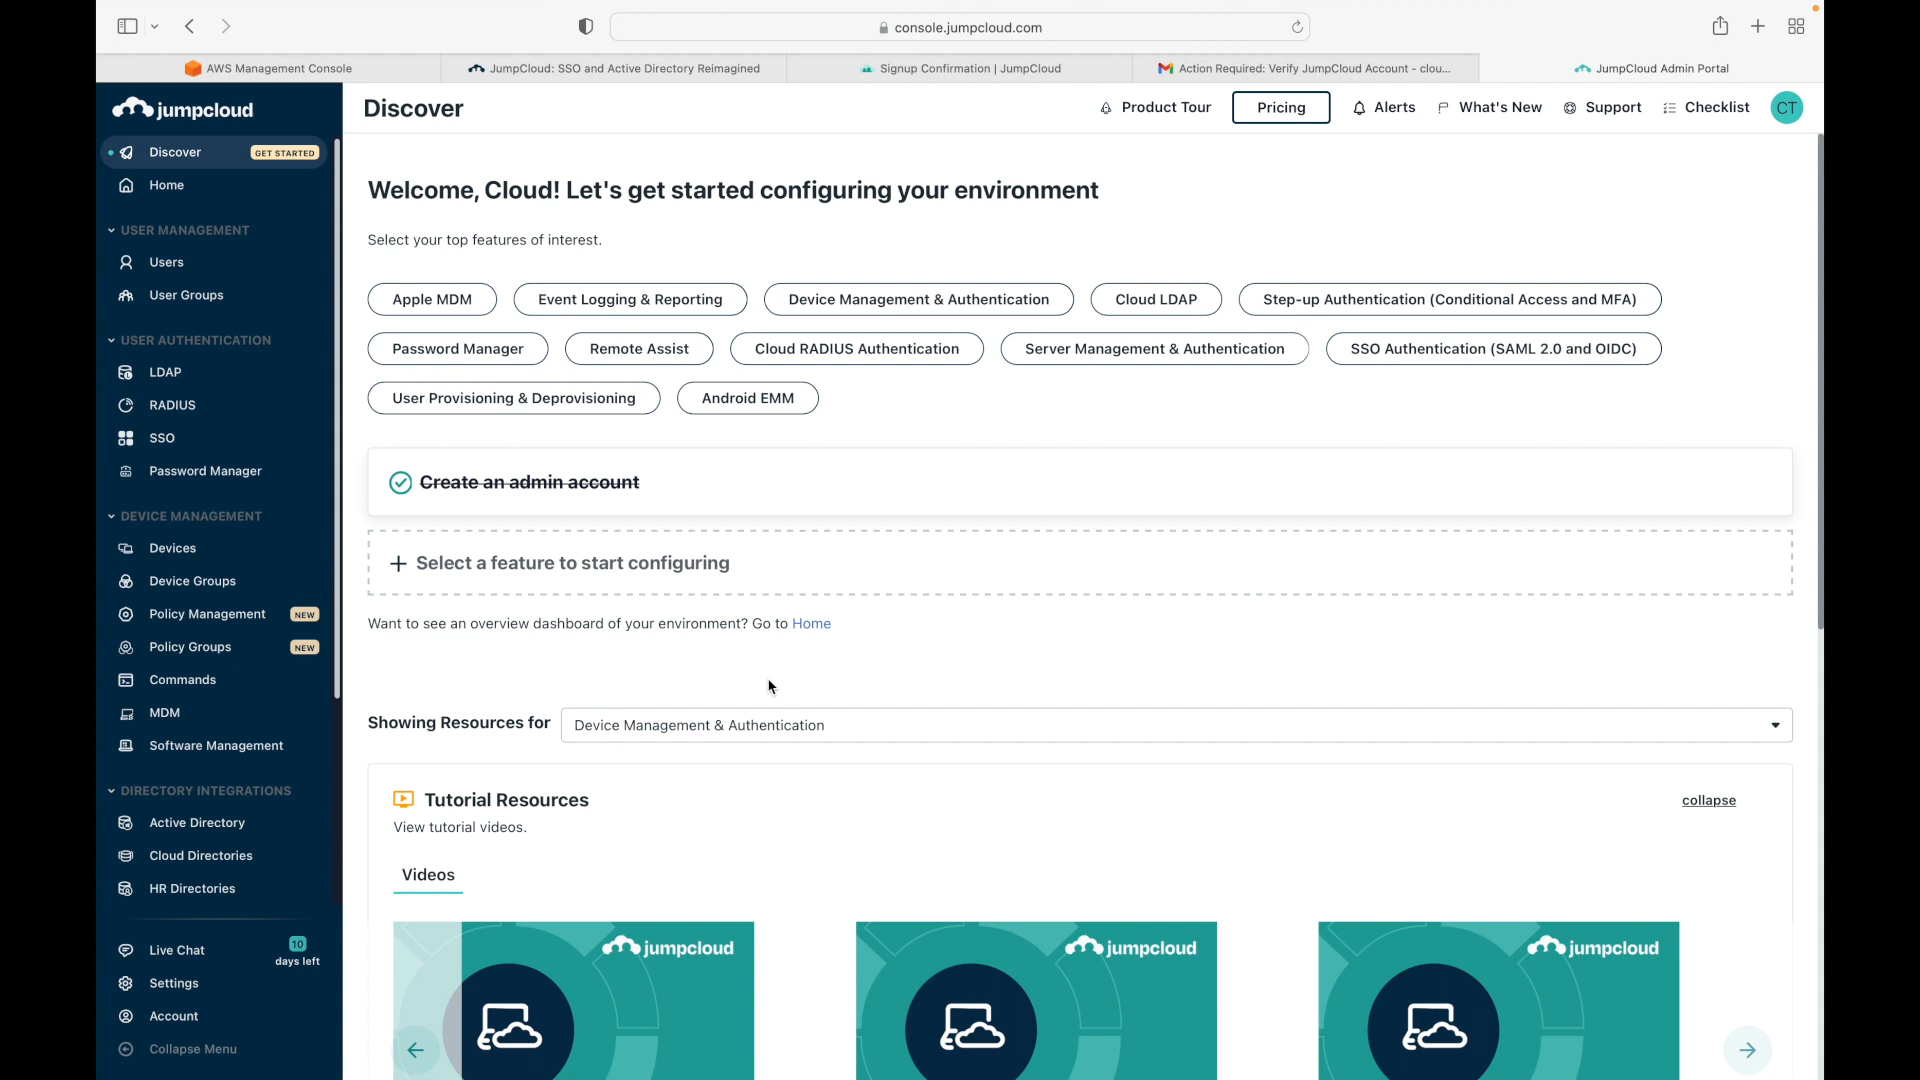 console.jumpcloud.com
AWS Management Console
JumpCloud: SSO and Active Directory Reimagined
Signup Confirmation | JumpCloud
Action Required: Verify JumpCloud Account - clou...
JumpCloud Admin Portal
jumpcloud
Discover GET STARTED
Home
USER MANAGEMENT
Users
User Groups
USER AUTHENTICATION
LDAP
RADIUS
SSO
Password Manager
DEVICE MANAGEMENT
Devices
Device Groups
Policy Management NEW
Policy Groups NEW
Commands
MDM
Software Management
DIRECTORY INTEGRATIONS
Active Directory
Cloud Directories
HR Directories
Live Chat 10
days left
Settings
Account
Collapse Menu
Discover
Product Tour
Pricing
Alerts
What's New
Support
Checklist
CT
Welcome, Cloud! Let's get started configuring your environment
Select your top features of interest.
Apple MDM
Event Logging & Reporting
Device Management & Authentication
Cloud LDAP
Step-up Authentication (Conditional Access and MFA)
Password Manager
Remote Assist
Cloud RADIUS Authentication
Server Management & Authentication
SSO Authentication (SAML 2.0 and OIDC)
User Provisioning & Deprovisioning
Android EMM
Create an admin account
Select a feature to start configuring
Want to see an overview dashboard of your environment? Go to Home
Showing Resources for
Device Management & Authentication
Tutorial Resources
collapse
View tutorial videos.
Videos
jumpcloud
jumpcloud
jumpcloud